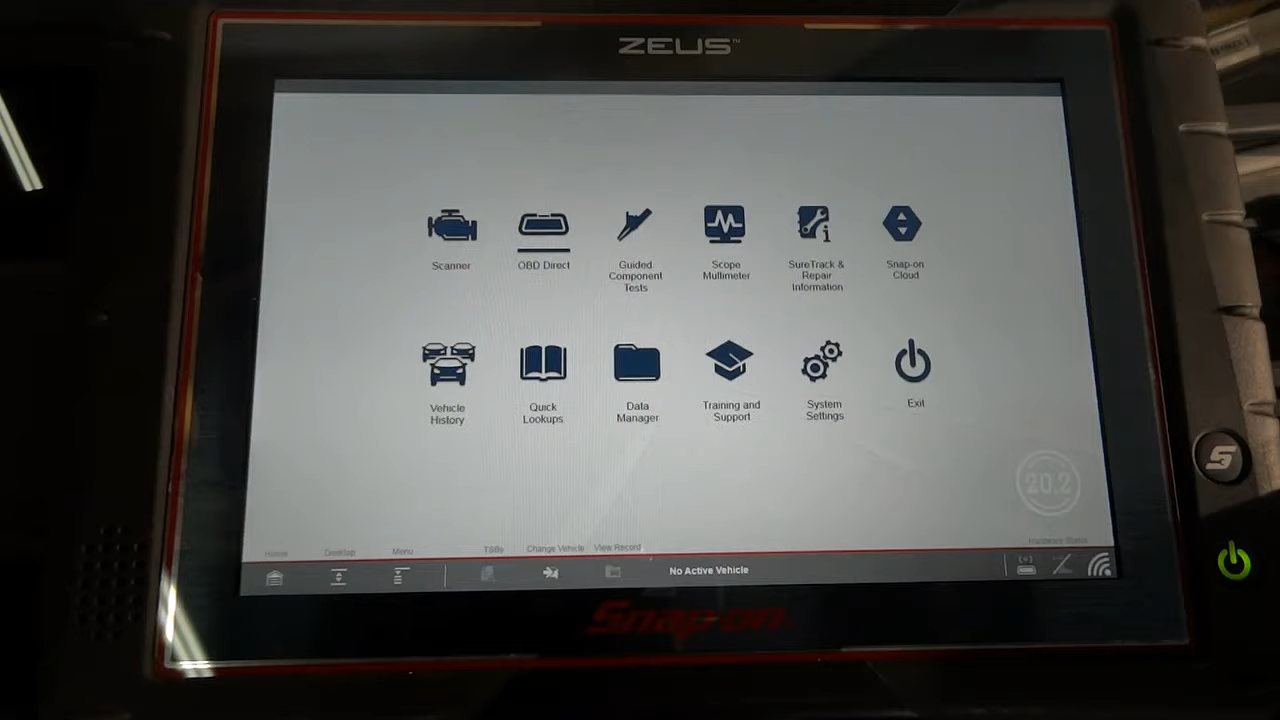 ZEUS™
Scanner
OBD Direct
Guided
Component
Tests
Scope
Multimeter
SureTrack &
Repair
Information
Snap-on
Cloud
Vehicle
History
Quick
Lookups
Data
Manager
Training and
Support
System
Settings
Exit
20.2
Home
Desktop
Menu
TSBs
Change Vehicle
View Record
Hardware Status
No Active Vehicle
Snap-on